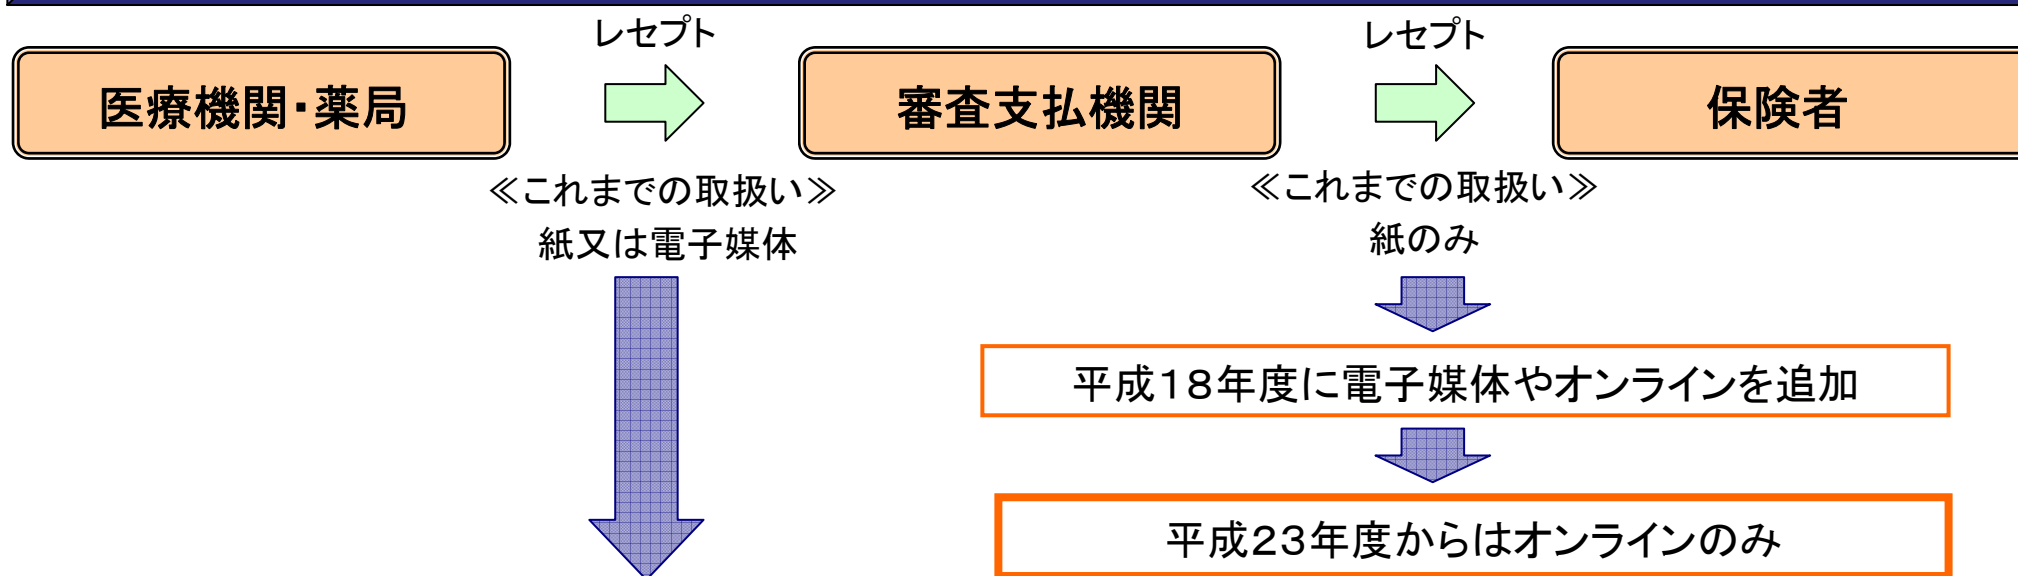 レセプト
レセプト
医療機関・薬局
審査支払機関
保険者
≪これまでの取扱い≫
紙又は電子媒体
≪これまでの取扱い≫
紙のみ
平成18年度に電子媒体やオンラインを追加
平成23年度からはオンラインのみ